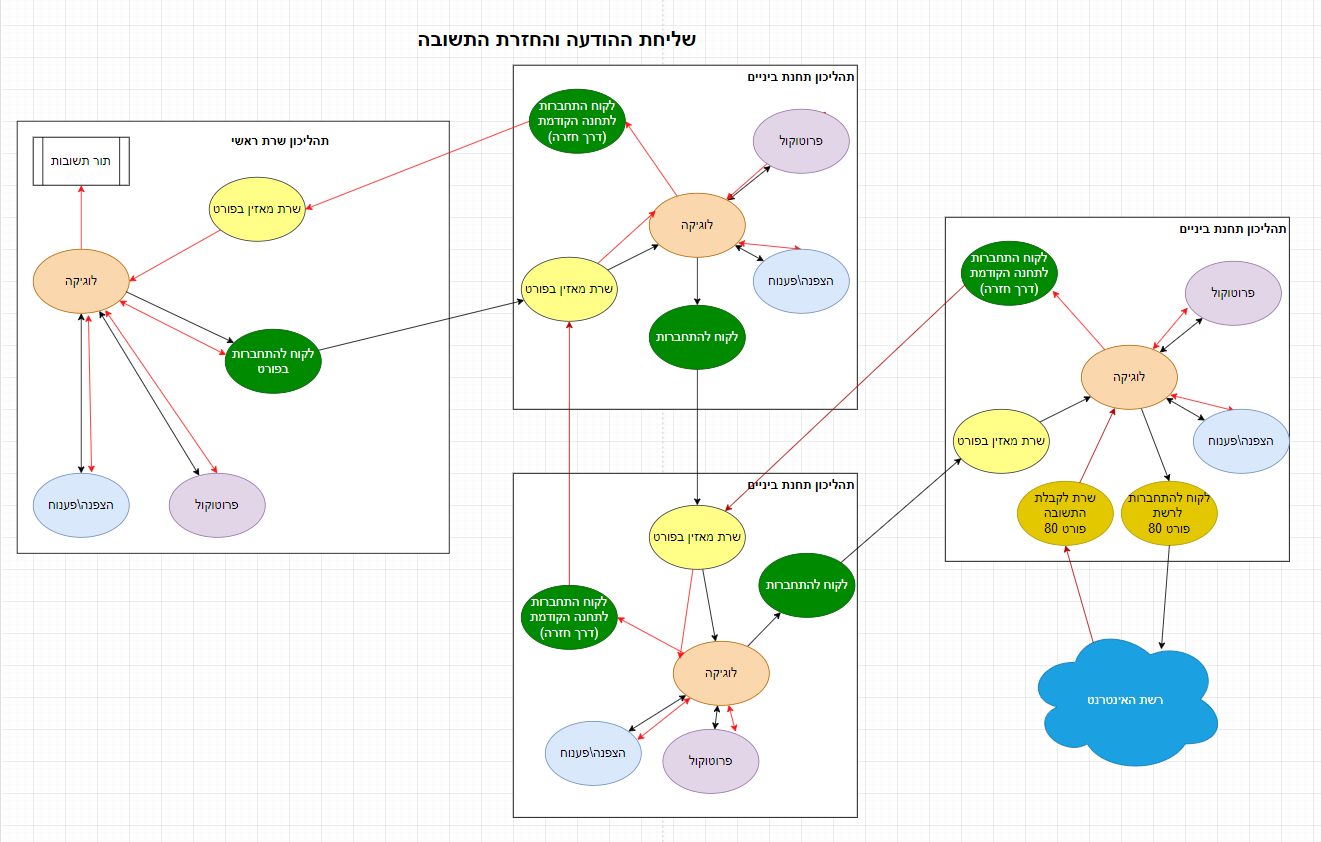 שליחת ההודעה והחזרת התשובה
תהליכון שרת ראשי
תור תשובות
שרת מאזין בפורט
לוגיקה
לקוח להתחברות
בפורט
הצפנה\פענוח
פרוטוקול
תהליכון תחנת ביניים
לקוח התחברות
לתחנה הקודמת
(דרך חזרה)
פרוטוקול
לוגיקה
שרת מאזין בפורט
הצפנה\פענוח
לקוח להתחברות
תהליכון תחנת ביניים
שרת מאזין בפורט
לקוח להתחברות
לקוח התחברות
לתחנה הקודמת
(דרך חזרה)
לוגיקה
הצפנה\פענוח
פרוטוקול
תהליכון תחנת ביניים
לקוח התחברות
לתחנה הקודמת
(דרך חזרה)
פרוטוקול
לוגיקה
שרת מאזין בפורט
הצפנה\פענוח
שרת לקבלת
התשובה
פורט 80
לקוח להתחברות
לרשת
פורט 80
רשת האינטרנט